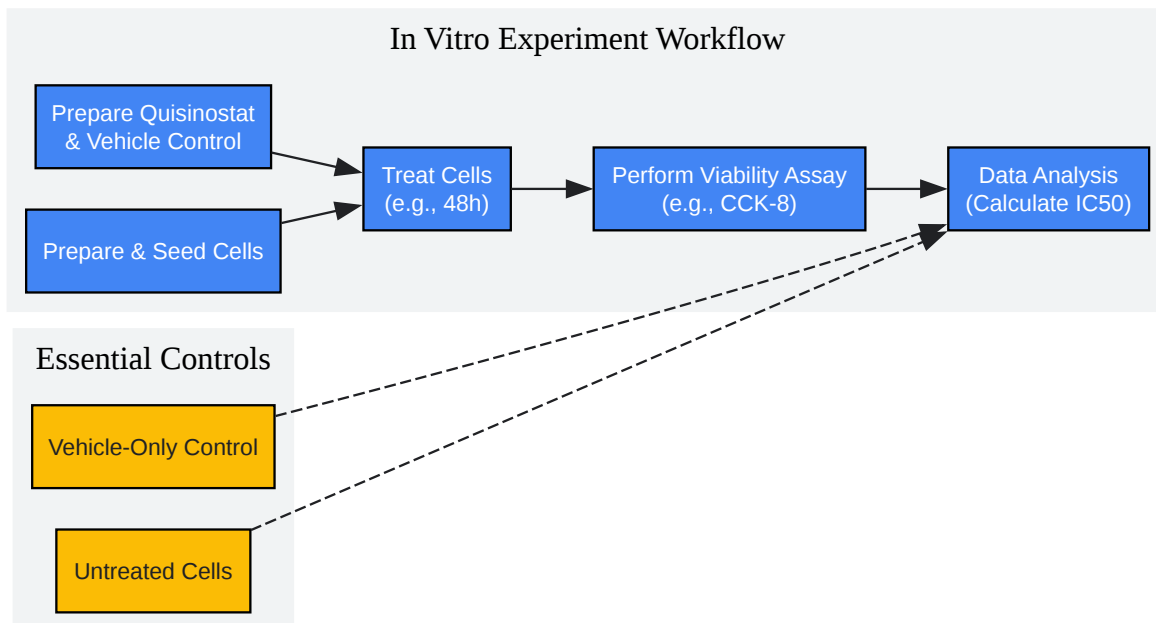 In Vitro Experiment Workflow
Prepare Quisinostat
& Vehicle Control
Prepare & Seed Cells
Treat Cells
(e.g., 48h)
Perform Viability Assay
(e.g., CCK-8)
Data Analysis
(Calculate IC50)
Essential Controls
Vehicle-Only Control
Untreated Cells